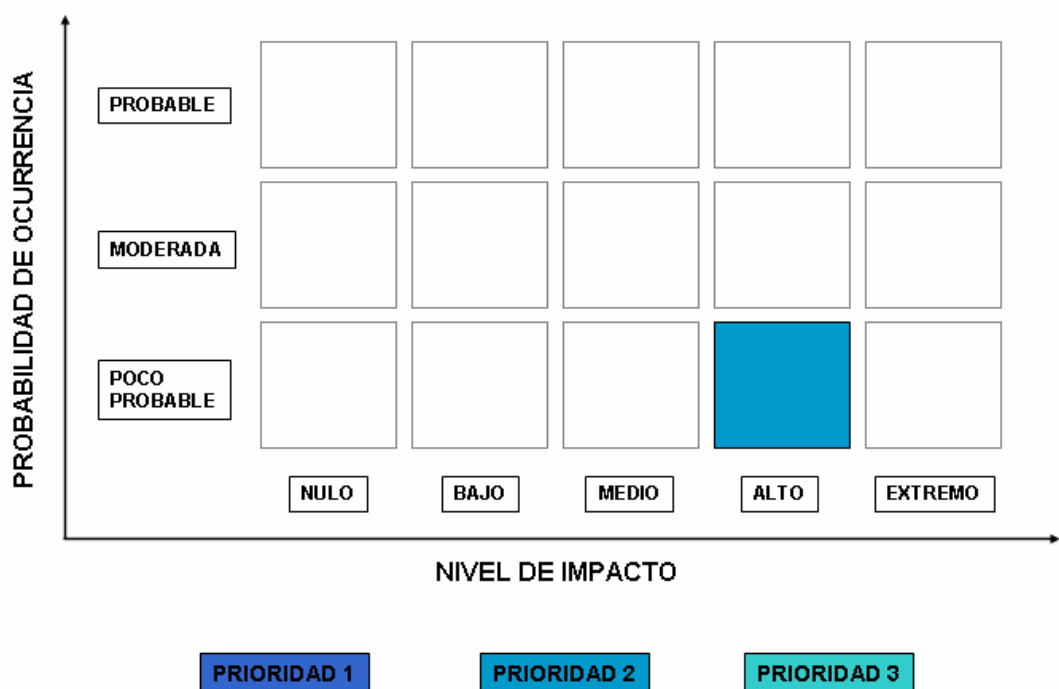 PROBABILIDAD DE OCURRENCIA
PROBABLE
MODERADA
POCO
PROBABLE
NULO
BAJO
MEDIO
ALTO
EXTREMO
NIVEL DE IMPACTO
PRIORIDAD 1
PRIORIDAD 2
PRIORIDAD 3